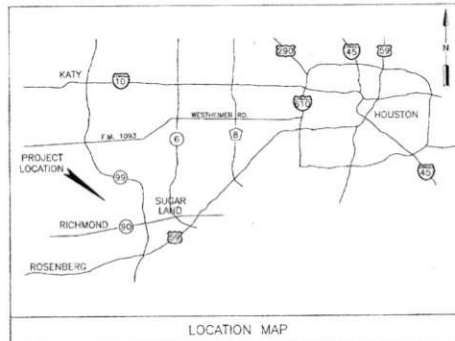 290
45
59
N
KATY
10
610
WESTHEIMER RD.
HOUSTON
F.M. 1093
6
8
PROJECT
LOCATION
99
45
SUGAR
LAND
RICHMOND
90
59
ROSENBERG
LOCATION MAP